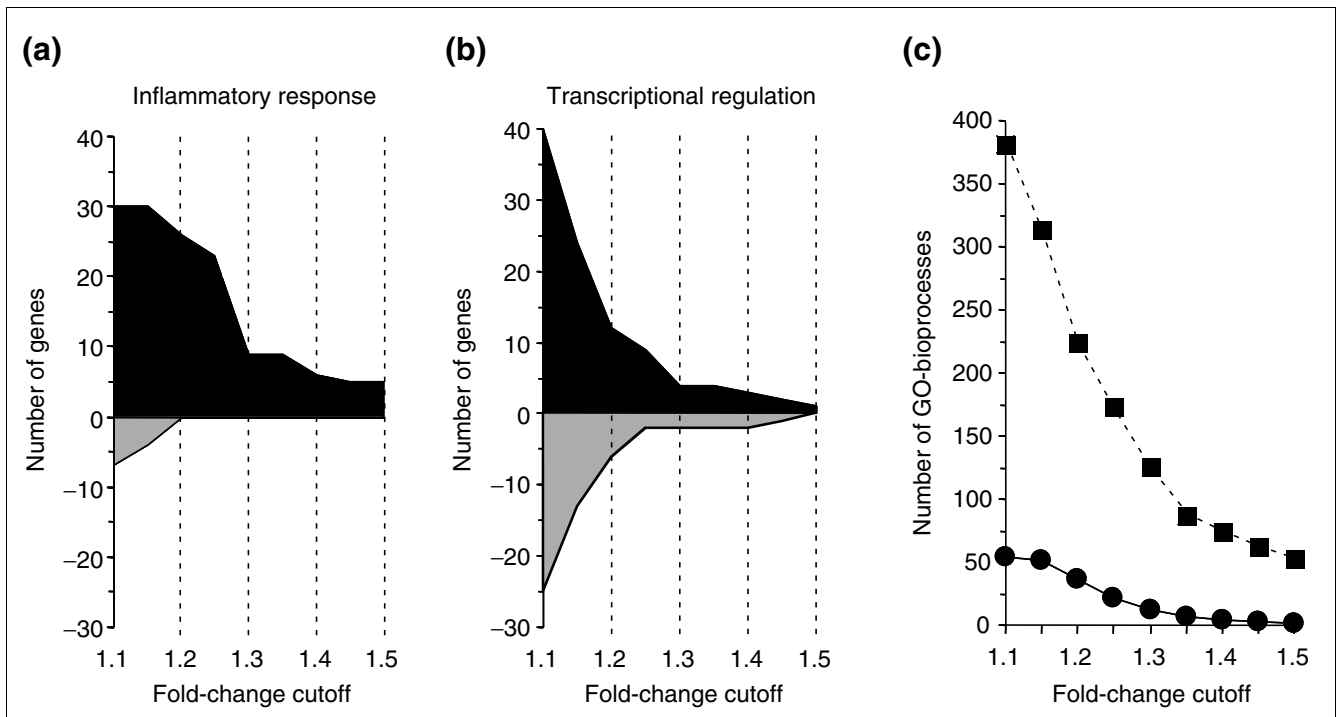 (a)
Inflammatory response
40
30
20
10
0
–10
–20
–30
1.1 1.2 1.3 1.4 1.5
Number of genes
Fold-change cutoff
(b)
Transcriptional regulation
40
30
20
10
0
–10
–20
–30
1.1 1.2 1.3 1.4 1.5
Number of genes
Fold-change cutoff
(c)
400
350
300
250
200
150
100
50
0
1.1 1.2 1.3 1.4 1.5
Number of GO-bioprocesses
Fold-change cutoff